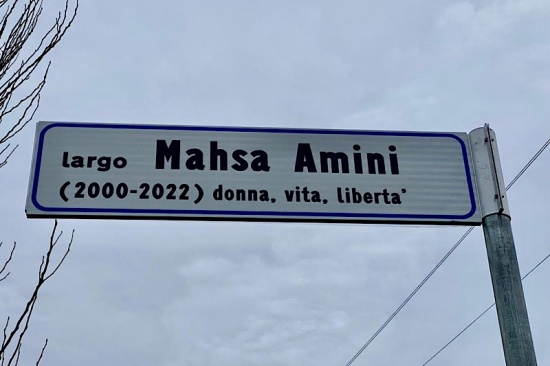 largo Mahsa Amini
(2000-2022) donna, vita, liberta'